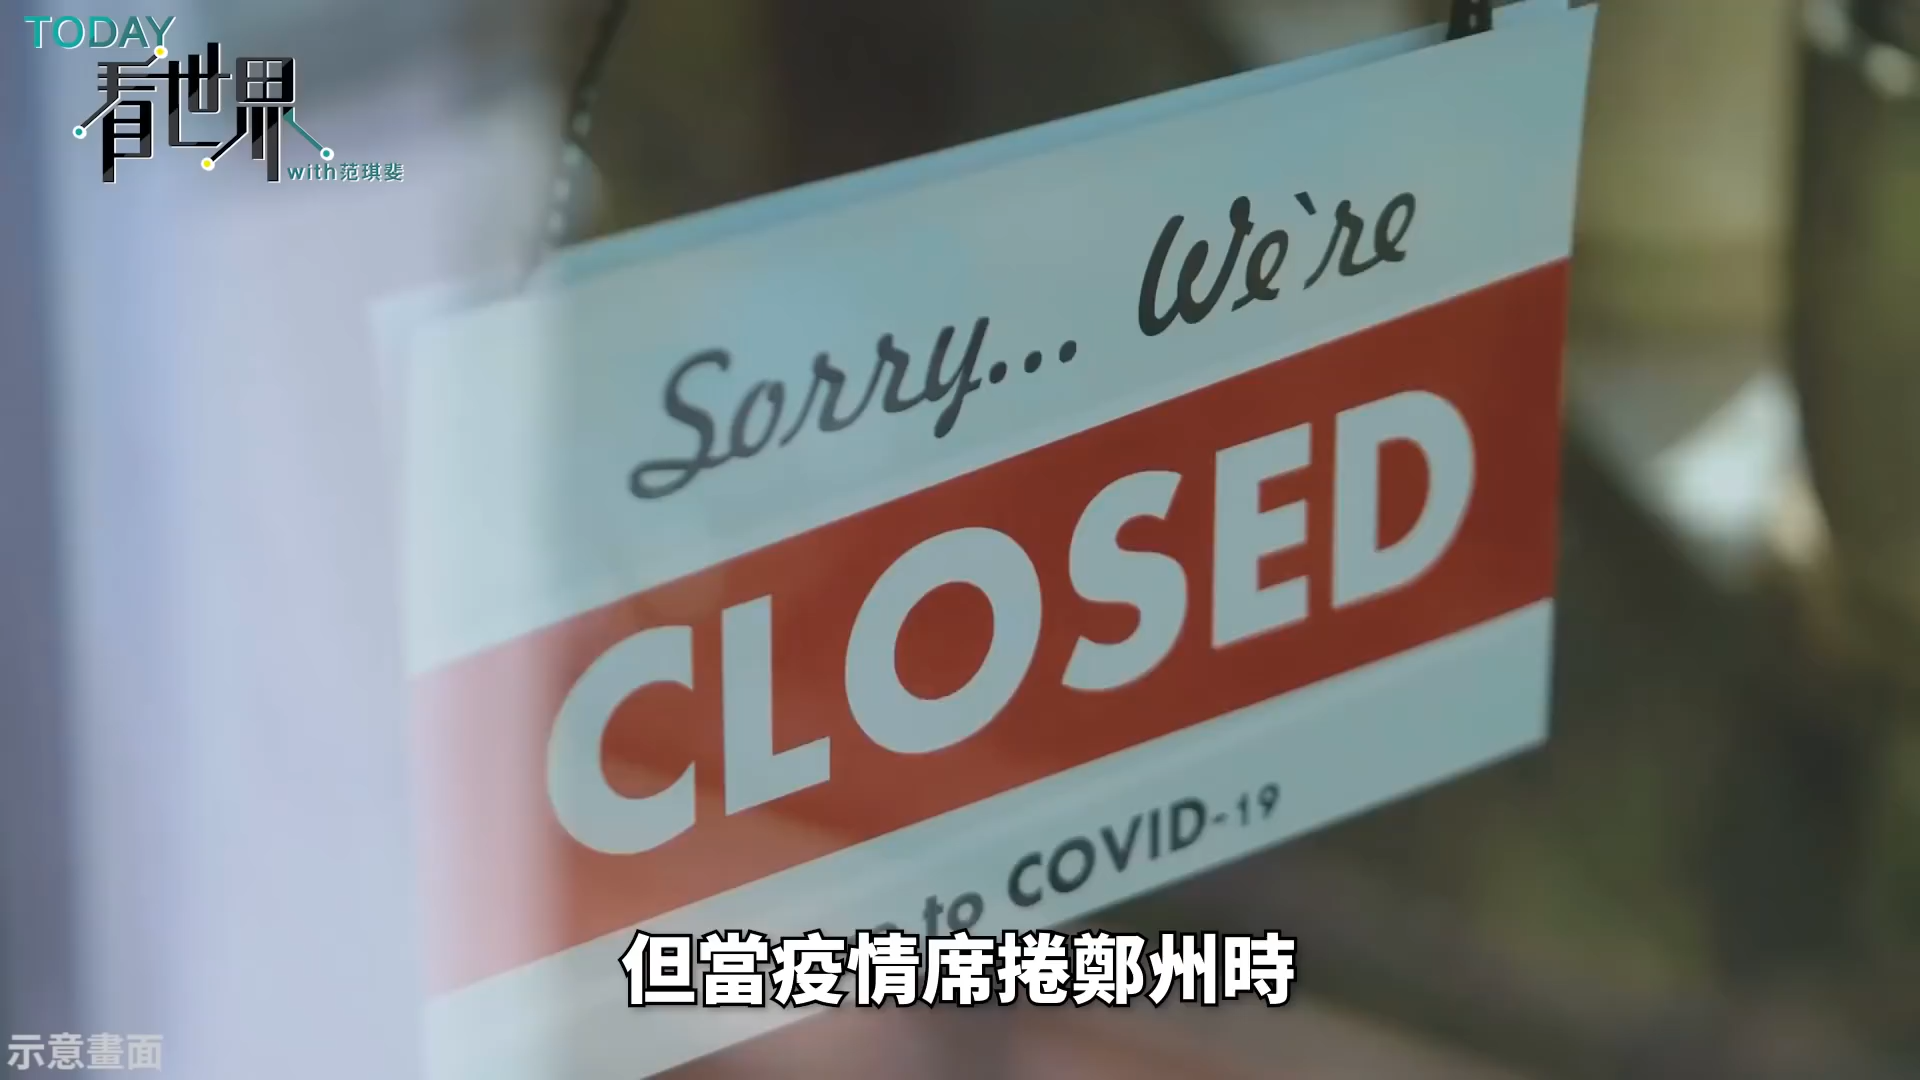 TODAY
看世界
with范琪斐
Sorry... We`re
CLOSED
to COVID-19
但當疫情席捲鄭州時
示意畫面